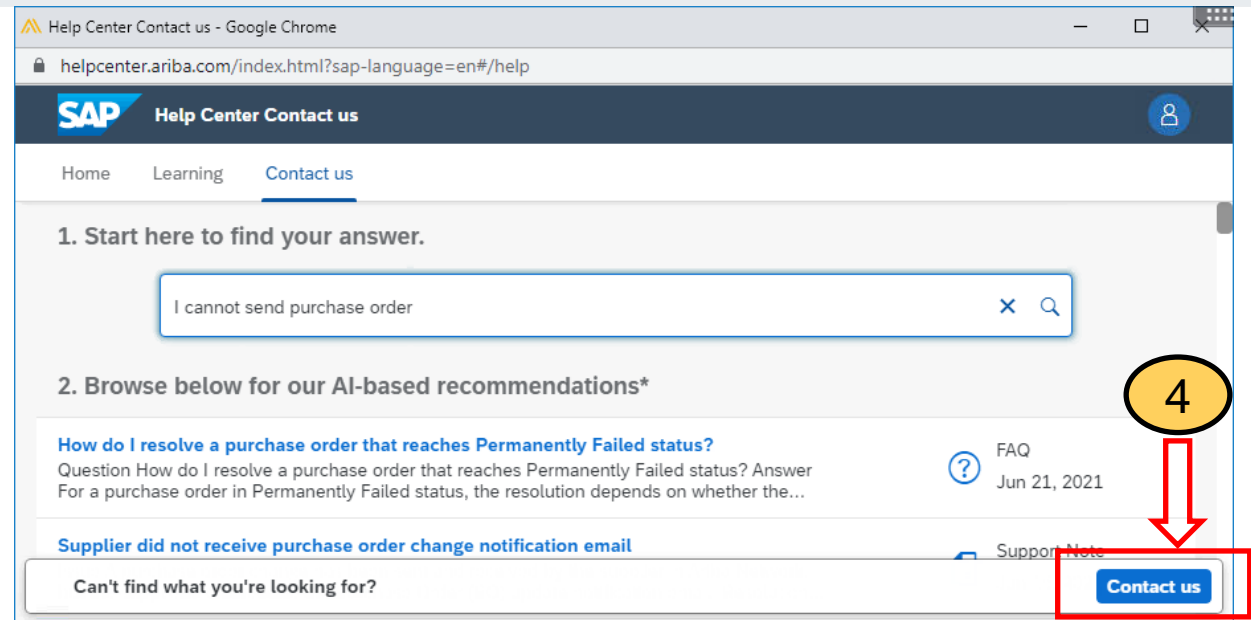 Help Center Contact us - Google Chrome
helpcenter.ariba.com/index.html?sap-language=en#/help
SAP Help Center Contact us
Home Learning Contact us
1. Start here to find your answer.
I cannot send purchase order
2. Browse below for our AI-based recommendations*
4
How do I resolve a purchase order that reaches Permanently Failed status?
Question How do I resolve a purchase order that reaches Permanently Failed status? Answer
For a purchase order in Permanently Failed status, the resolution depends on whether the...
FAQ
Jun 21, 2021
Supplier did not receive purchase order change notification email
Support Note
Can't find what you're looking for?
Contact us